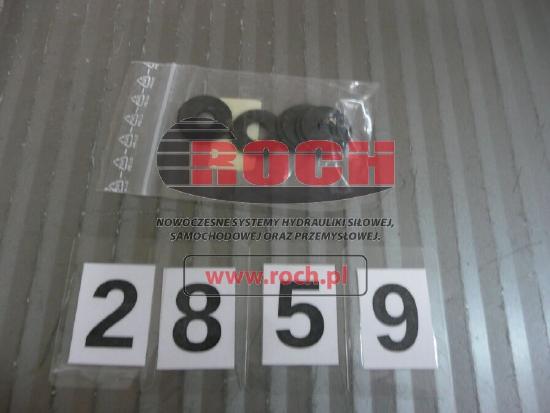 ROCH
NOWOCZESNE SYSTEMY HYDRAULIKI SIŁOWEJ,
SAMOCHODOWEJ ORAZ PRZEMYSŁOWEJ.
www.roch.pl
2 8 5 9